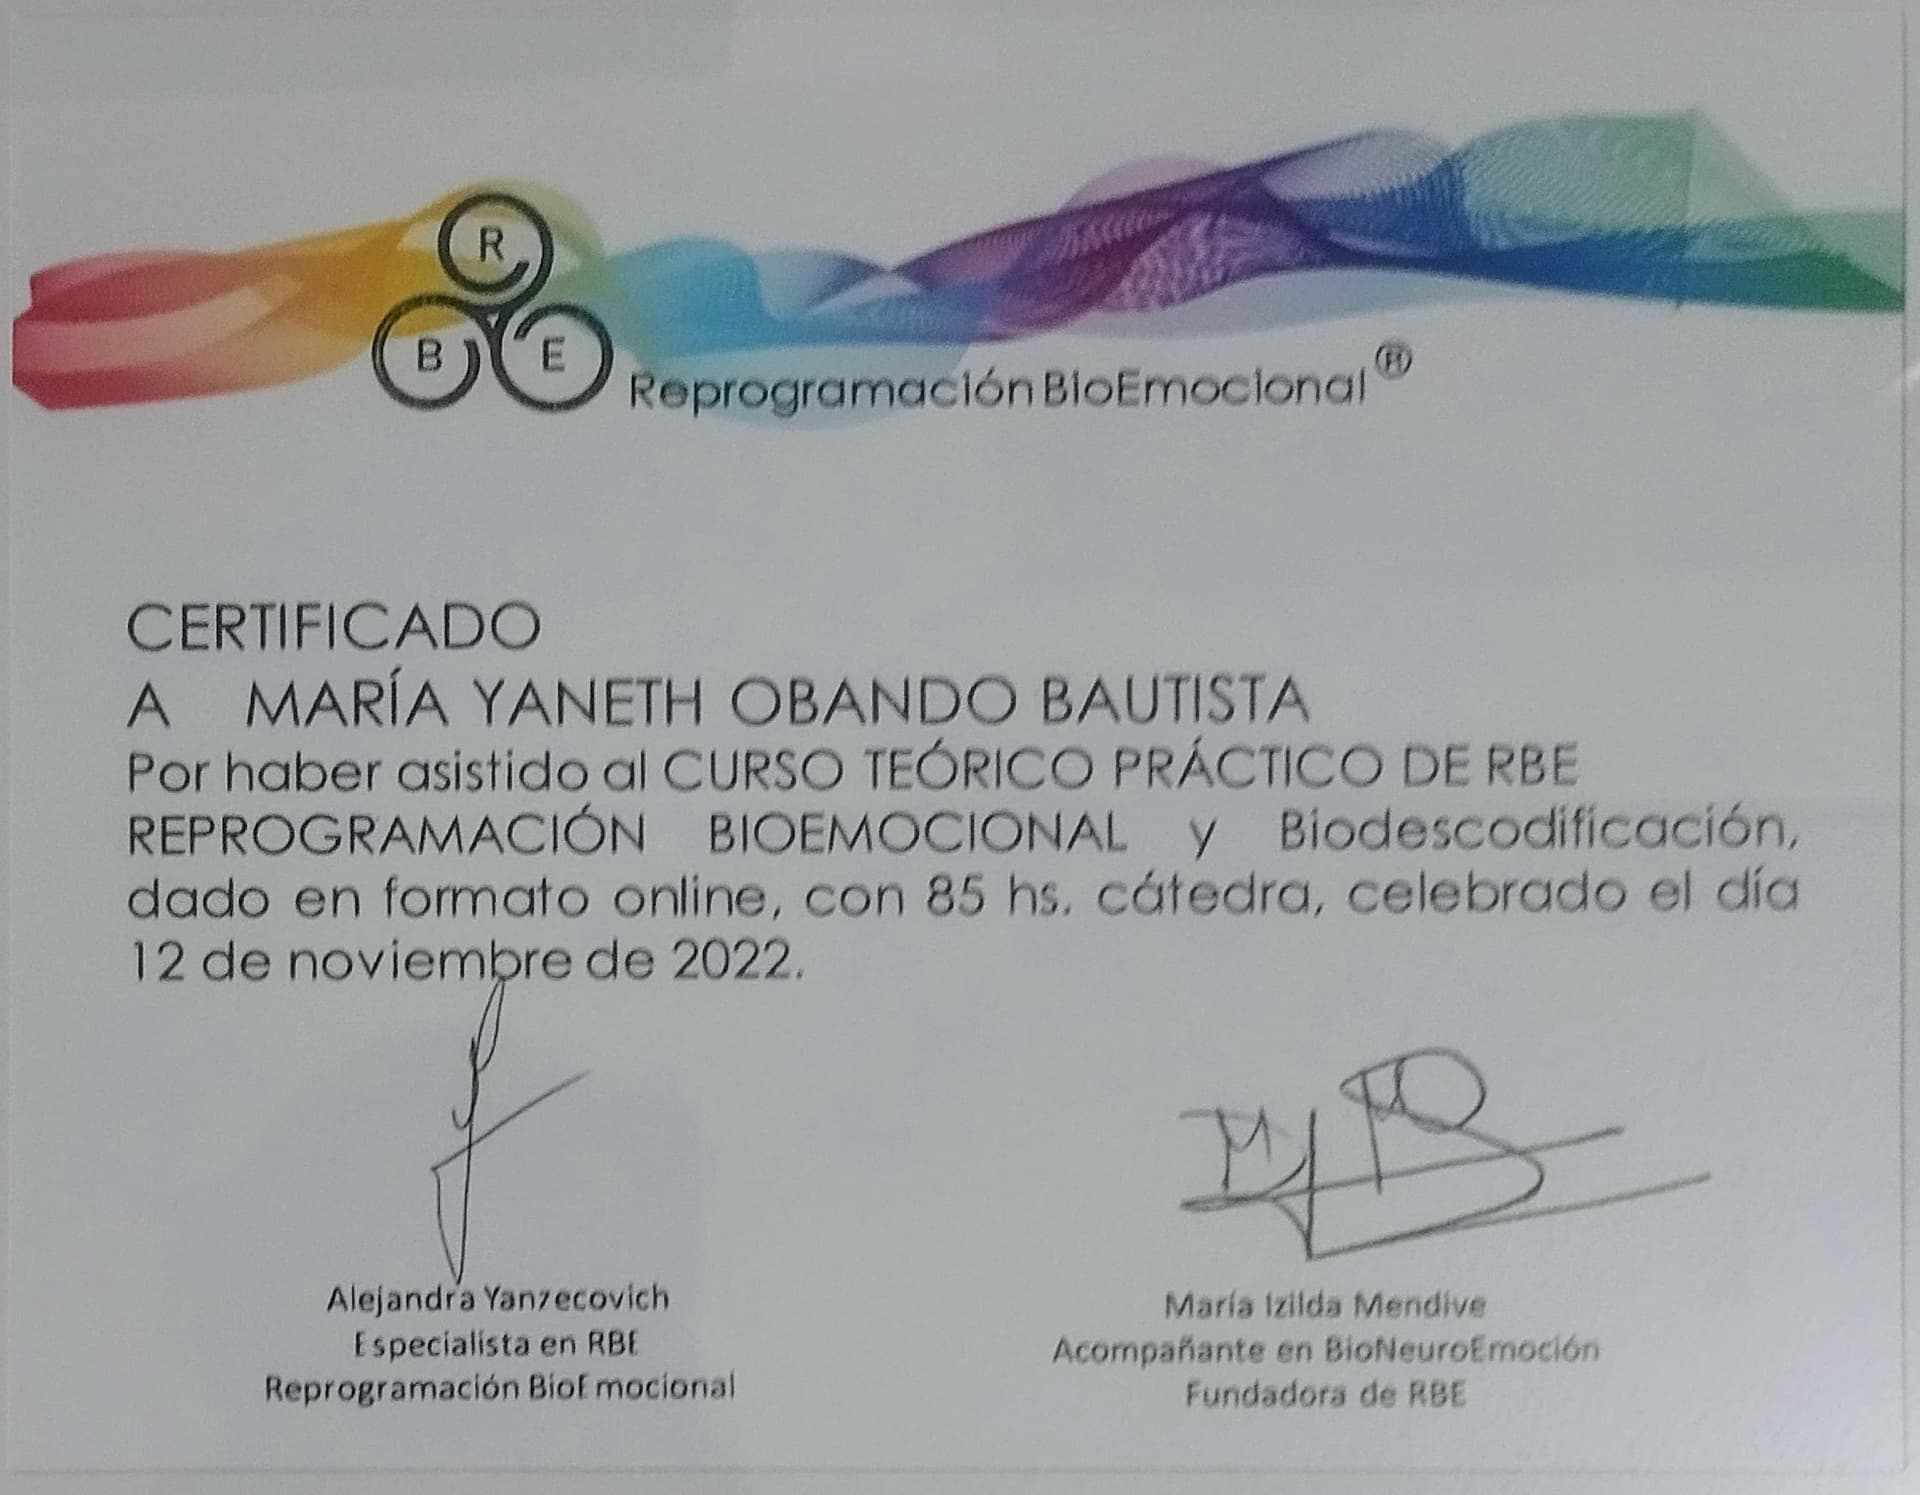 R
B E
ReprogramaciónBioEmocional®
CERTIFICADO
A MARÍA YANETH OBANDO BAUTISTA
Por haber asistido al CURSO TEÓRICO PRÁCTICO DE RBE
REPROGRAMACIÓN BIOEMOCIONAL y Biodescodificación,
dado en formato online, con 85 hs. cátedra, celebrado el día
12 de noviembre de 2022.
Alejandra Yanzecovich
Especialista en RBE
Reprogramación BioEmocional
María Izilda Mendive
Acompañante en BioNeuroEmoción
Fundadora de RBE